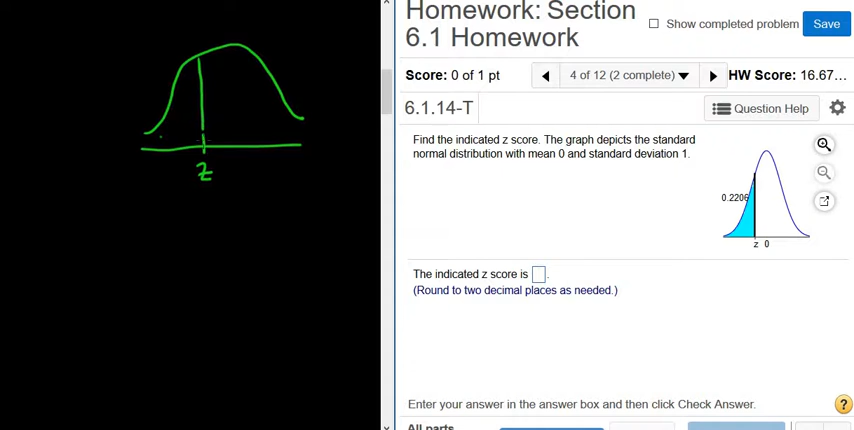 z
Homework: Section
6.1 Homework
Show completed problem
Save
Score: 0 of 1 pt
4 of 12 (2 complete)
HW Score: 16.67...
6.1.14-T
Question Help
Find the indicated z score. The graph depicts the standard
normal distribution with mean 0 and standard deviation 1.
0.2206
z 0
The indicated z score is
(Round to two decimal places as needed.)
Enter your answer in the answer box and then click Check Answer.
?
All parts